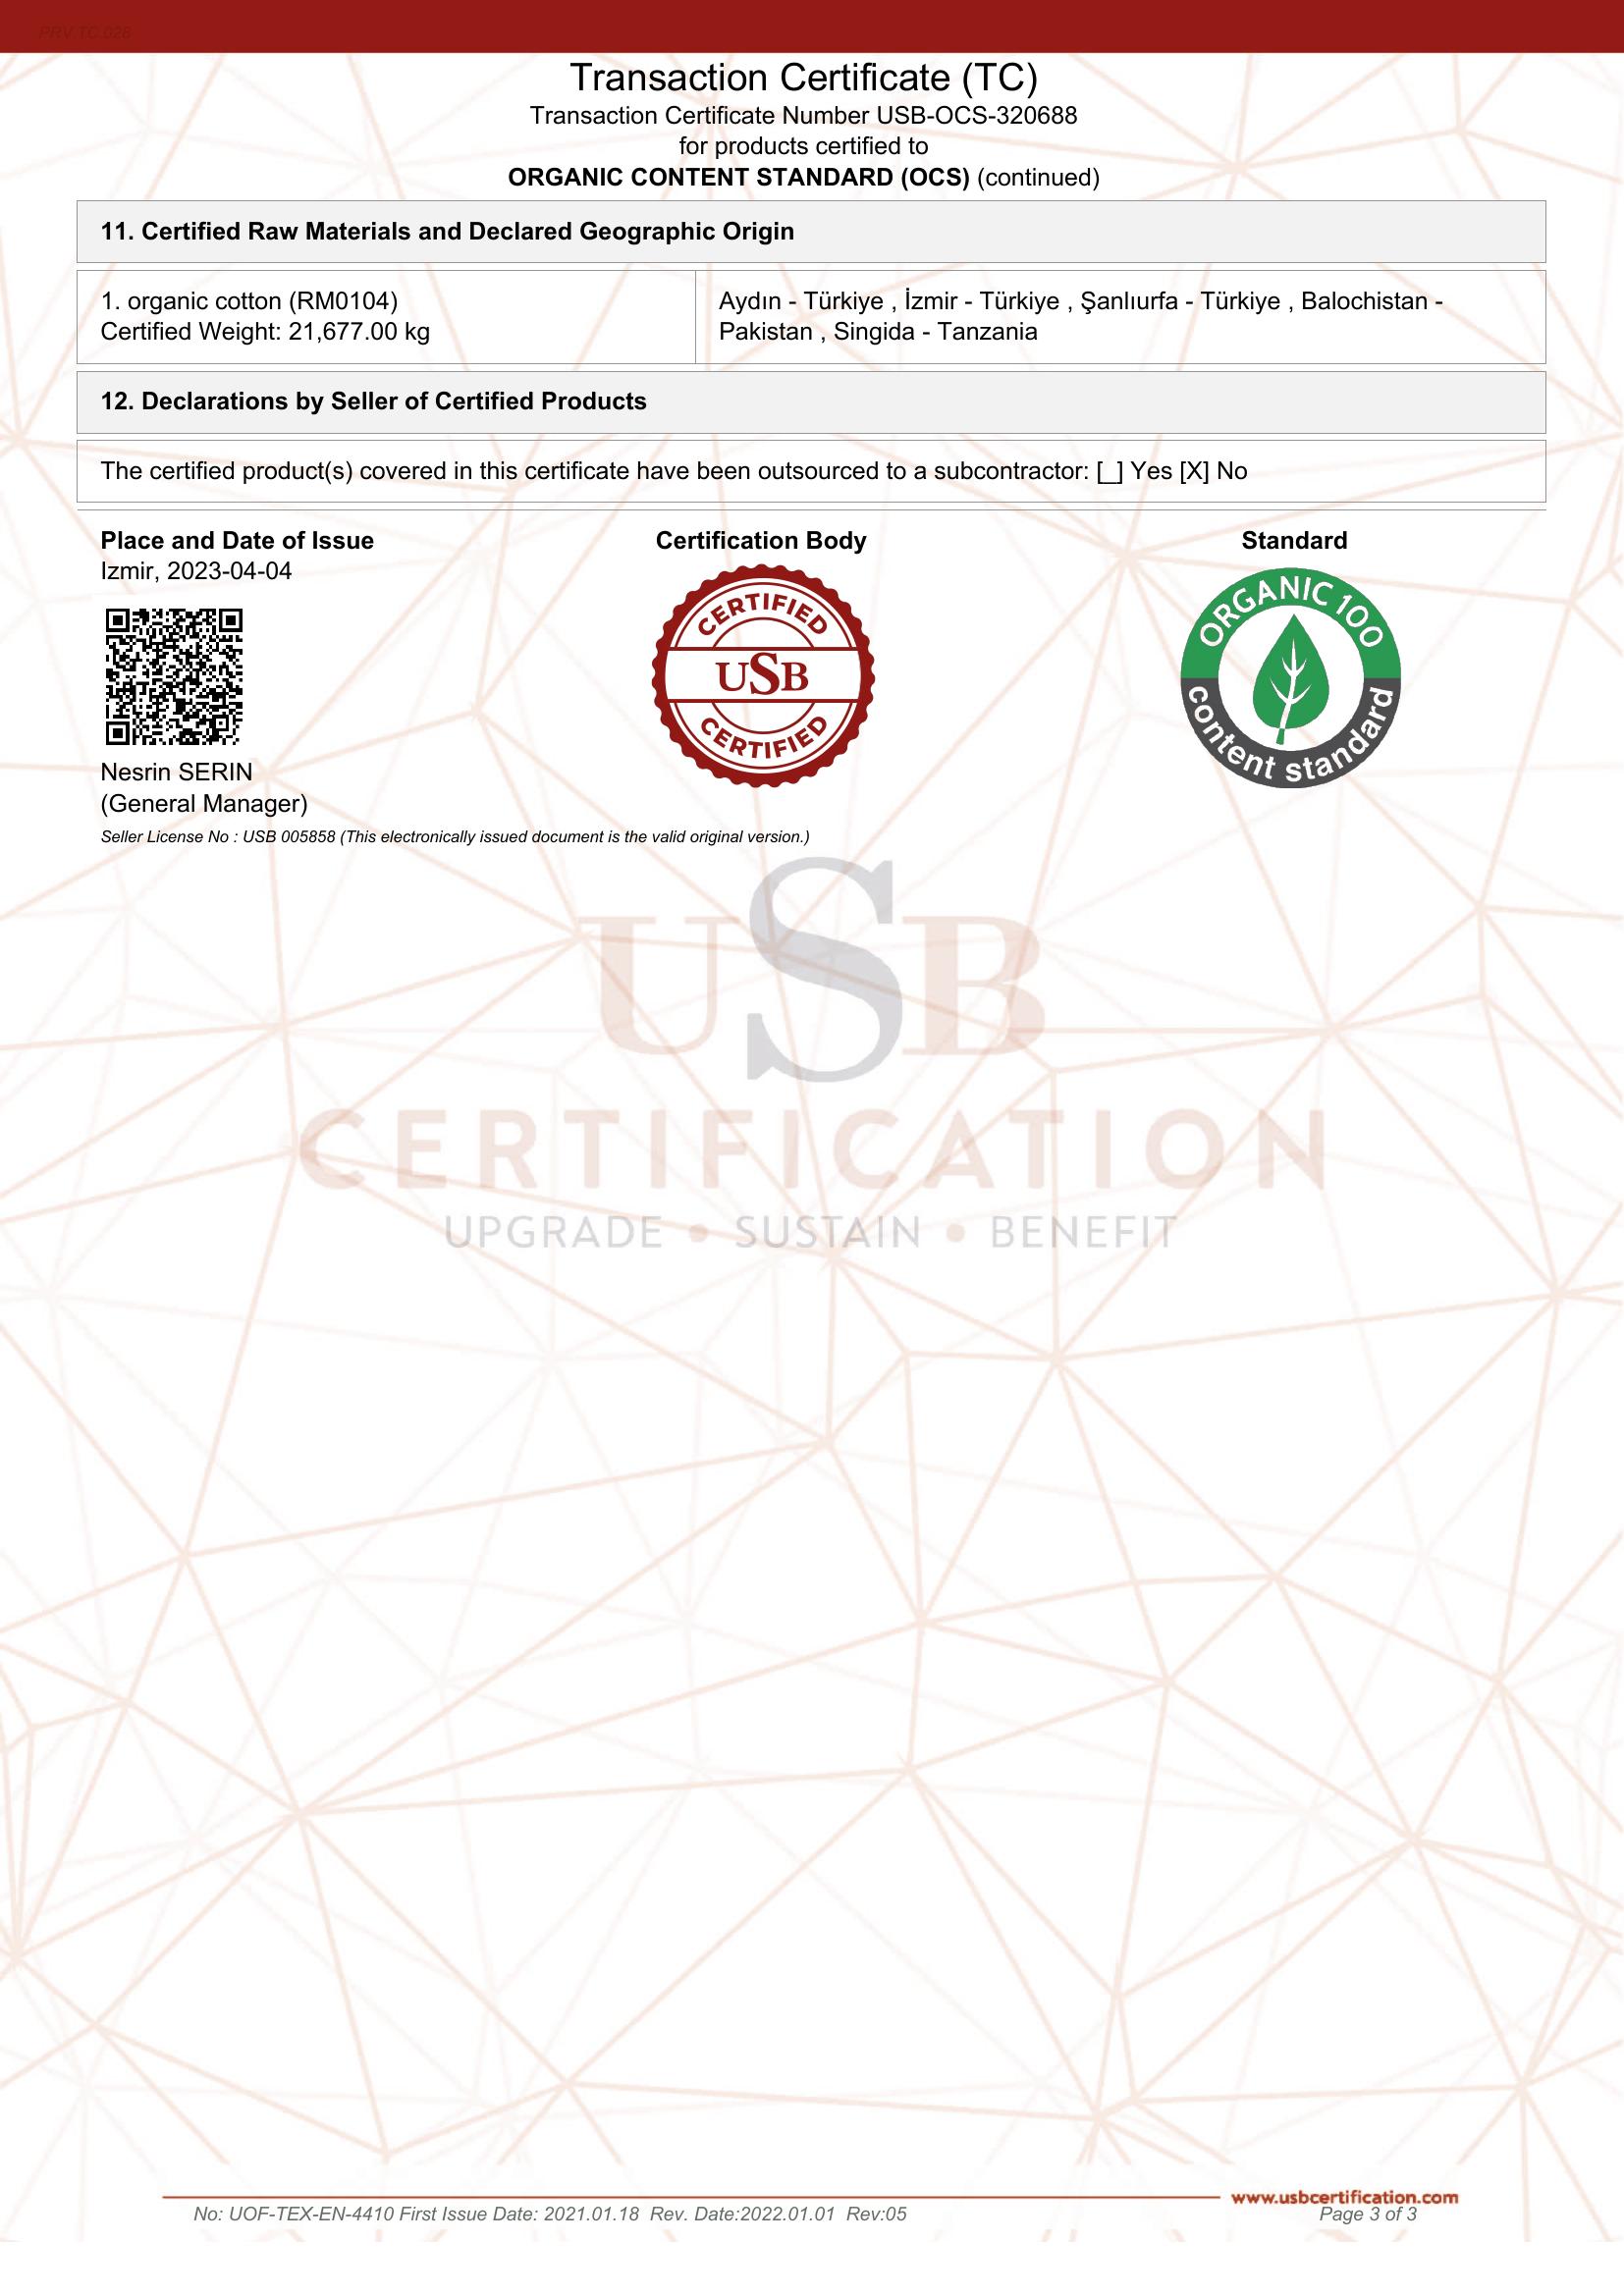 PRV TC.028
Transaction Certificate (TC)
Transaction Certificate Number USB-OCS-320688
for products certified to
ORGANIC CONTENT STANDARD (OCS) (continued)
11. Certified Raw Materials and Declared Geographic Origin
1. organic cotton (RM0104)
Certified Weight: 21,677.00 kg
Aydın - Türkiye , İzmir - Türkiye , Şanlıurfa - Türkiye , Balochistan -
Pakistan , Singida - Tanzania
12. Declarations by Seller of Certified Products
The certified product(s) covered in this certificate have been outsourced to a subcontractor: [_] Yes [X] No
Place and Date of Issue
Izmir, 2023-04-04
Certification Body
CERTIFIED
USB
CERTIFIED
Standard
ORGANIC 100
content standard
Nesrin SERIN
(General Manager)
Seller License No : USB 005858 (This electronically issued document is the valid original version.)
USB
CERTIFICATION
UPGRADE • SUSTAIN • BENEFIT
www.usbcertification.com
No: UOF-TEX-EN-4410 First Issue Date: 2021.01.18 Rev. Date:2022.01.01 Rev:05
Page 3 of 3